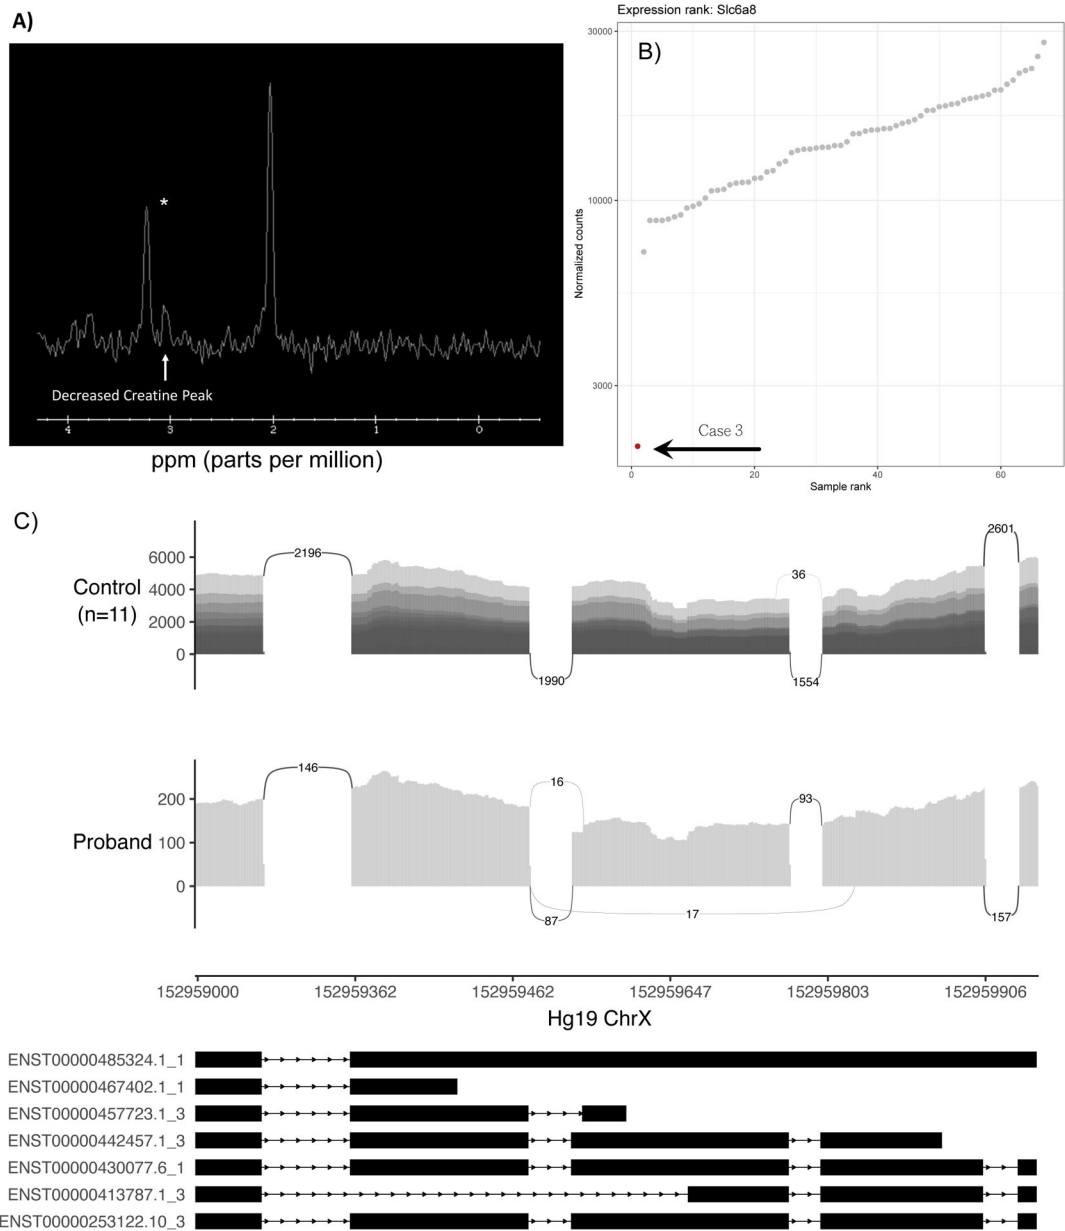 A)
*
Decreased Creatine Peak
4 3 2 1 0
ppm (parts per million)
Expression rank: Slc6a8
B)
30000
10000
3000
Normalized counts
Case 3
0 20 40 60
Sample rank
C)
Control
(n=11)
6000
4000
2000
0
2196
1990
36
1554
2601
Proband
200
100
0
146
16
87
17
93
157
152959000 152959362 152959462 152959647 152959803 152959906
Hg19 ChrX
ENST00000485324.1_1
ENST00000467402.1_1
ENST00000457723.1_3
ENST00000442457.1_3
ENST00000430077.6_1
ENST00000413787.1_3
ENST00000253122.10_3